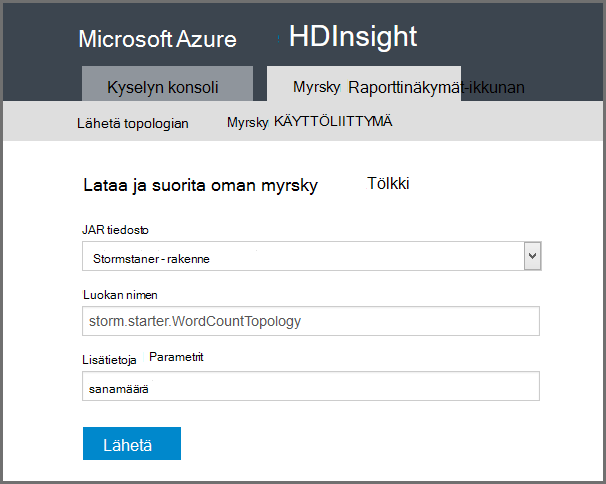 Microsoft Azure HDInsight
Kyselyn konsoli Myrsky Raporttinäkymät-ikkunan
Lähetä topologian Myrsky KÄYTTÖLIITTYMÄ
Lataa ja suorita oman myrsky Tölkki
JAR tiedosto
Stormstaner - rakenne
Luokan nimen
storm.starter.WordCountTopology
Lisätietoja Parametrit
sanamäärä
Lähetä